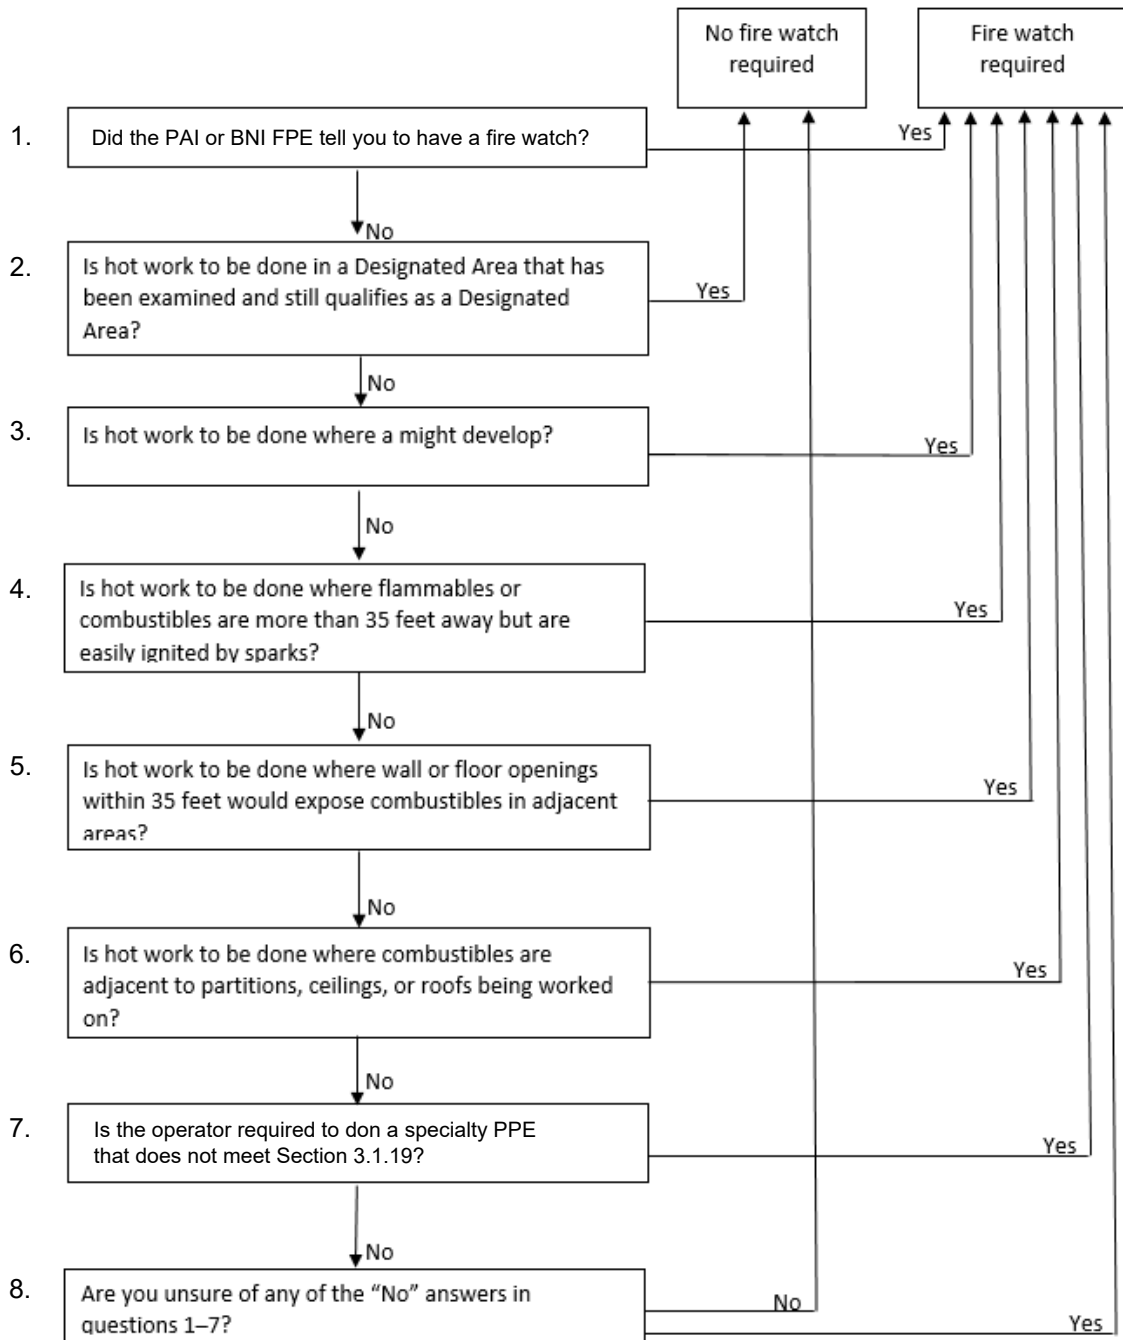 No fire watch
required
Fire watch
required
1.
Did the PAI or BNI FPE tell you to have a fire watch?
Yes
No
2.
Is hot work to be done in a Designated Area that has
been examined and still qualifies as a Designated
Area?
Yes
No
3.
Is hot work to be done where a might develop?
Yes
No
4.
Is hot work to be done where flammables or
combustibles are more than 35 feet away but are
easily ignited by sparks?
Yes
No
5.
Is hot work to be done where wall or floor openings
within 35 feet would expose combustibles in adjacent
areas?
Yes
No
6.
Is hot work to be done where combustibles are
adjacent to partitions, ceilings, or roofs being worked
on?
Yes
No
7.
Is the operator required to don a specialty PPE
that does not meet Section 3.1.19?
Yes
No
8.
Are you unsure of any of the “No” answers in
questions 1–7?
No
Yes